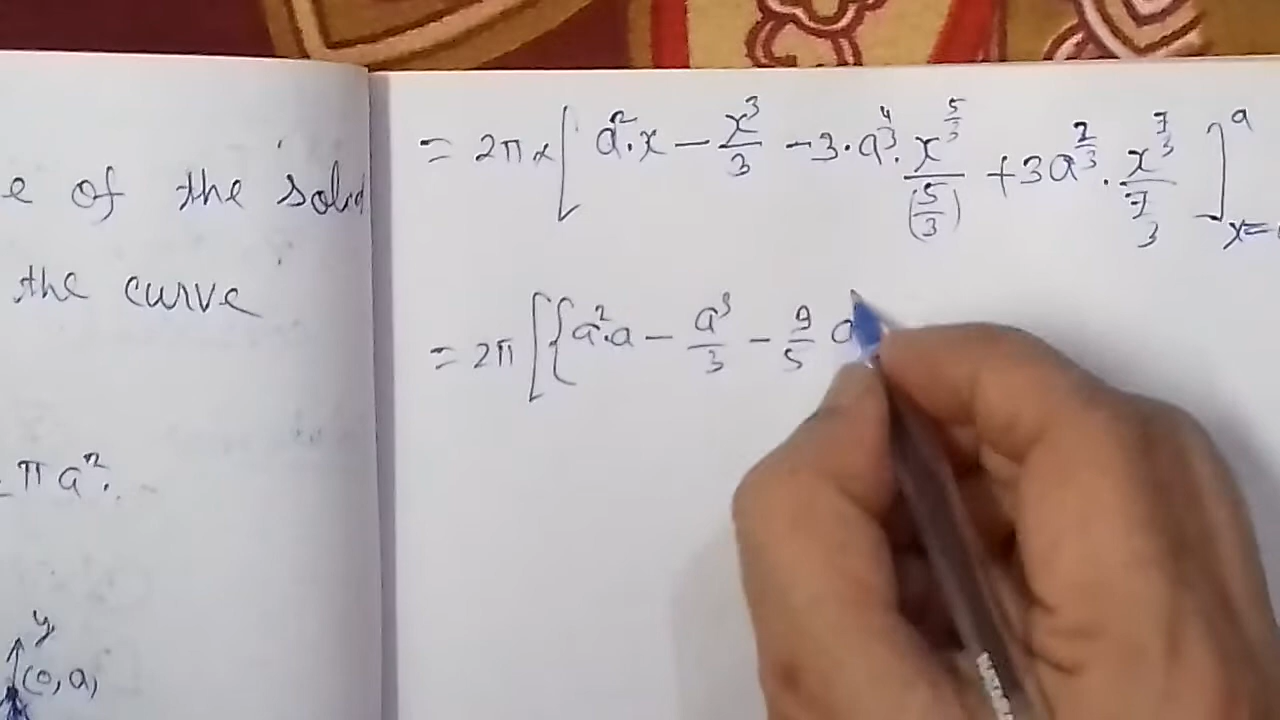 e of the solid
the curve
π a².
y
(0, a)
= 2π × [ a²·x − x³/3 − 3·a^(4/3)· x^(5/3)/(5/3) + 3a^(2/3) · x^(7/3)/(7/3) ]^a_x=
= 2π [ { a²·a − a³/3 − 9/5 a